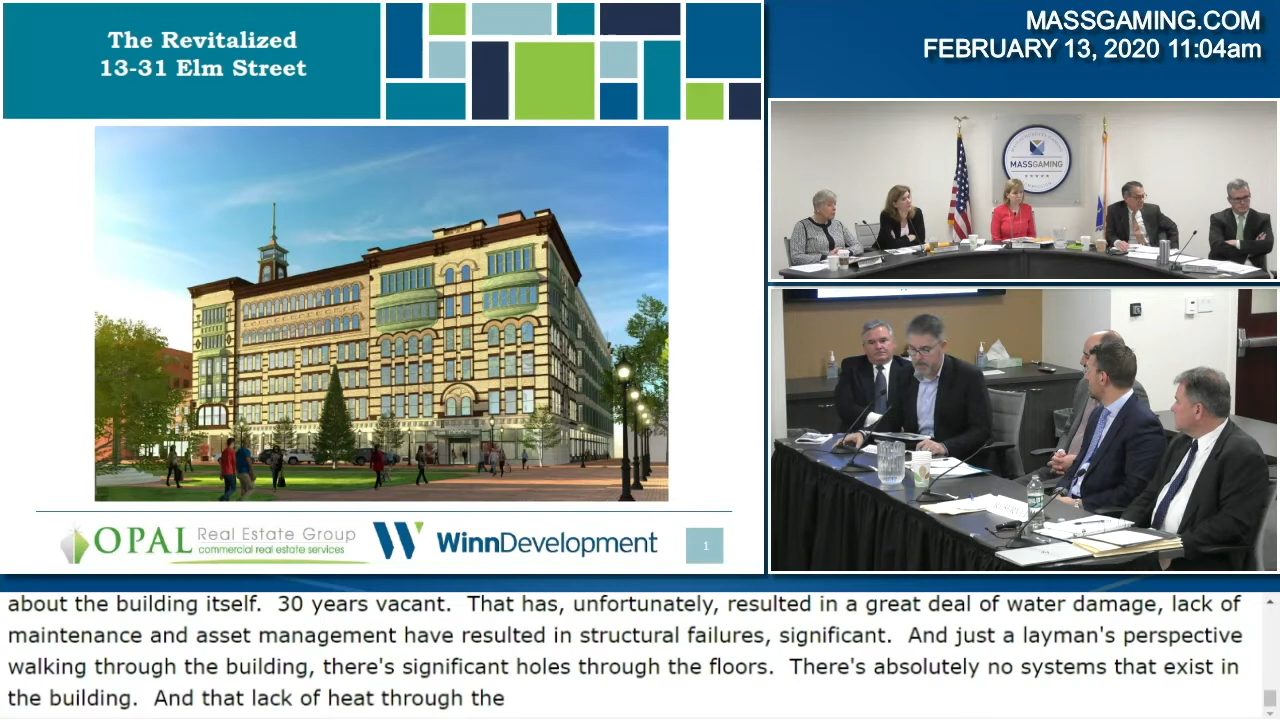 The Revitalized
13-31 Elm Street
MASSGAMING.COM
FEBRUARY 13, 2020 11:04am
MASSGAMING
OPAL Real Estate Group
commercial real estate services
WinnDevelopment
1
about the building itself.  30 years vacant.  That has, unfortunately, resulted in a great deal of water damage, lack of
maintenance and asset management have resulted in structural failures, significant.  And just a layman's perspective
walking through the building, there's significant holes through the floors.  There's absolutely no systems that exist in
the building.  And that lack of heat through the